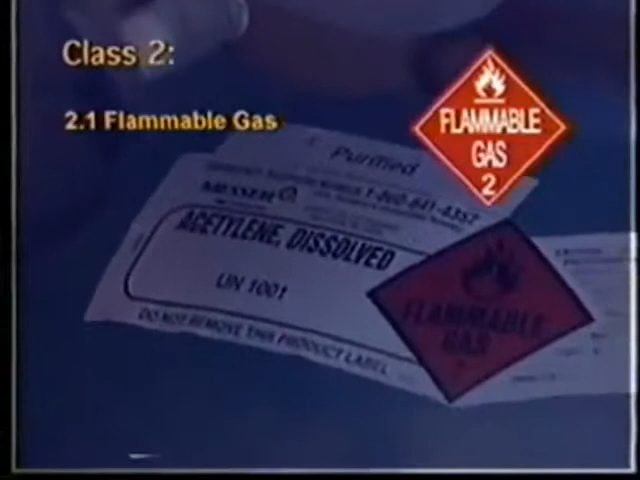 Class 2:
2.1 Flammable Gas
FLAMMABLE
GAS
2
Purified
MESSER
ACETYLENE, DISSOLVED
UN 1001
DO NOT REMOVE THIS PRODUCT LABEL
FLAMMABLE
GAS